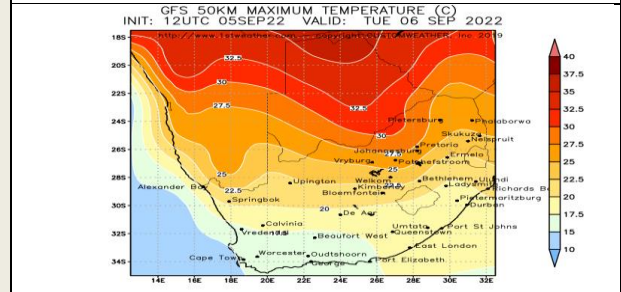 GFS 50KM MAXIMUM TEMPERATURE (C)
INIT: 12UTC 05SEP22 VALID: TUE 06 SEP 2022
18S
20S
22S
24S
26S
28S
30S
32S
34S
14E 16E 18E 20E 22E 24E 26E 28E 30E 32E
32.5
30
27.5
32.5
30
25
22.5
20
25
Pietersburg
Phalaborwa
Skukuza
Nelspruit
Pretoria
Johannesburg
Ermelo
Vryburg
Potchefstroom
Alexander Bay
Upington
Welkom
Kimberley
Bloemfontein
Bethlehem
Ulundi
Ladysmith
Richards B
Springbok
Pietermaritzburg
Durban
De Aar
Calvinia
Vredendal
Beaufort West
Umtata
Port St Johns
Queenstown
East London
Cape Town
Worcester
Oudtshoorn
George
Port Elizabeth
40
37.5
35
32.5
30
27.5
25
22.5
20
17.5
15
10